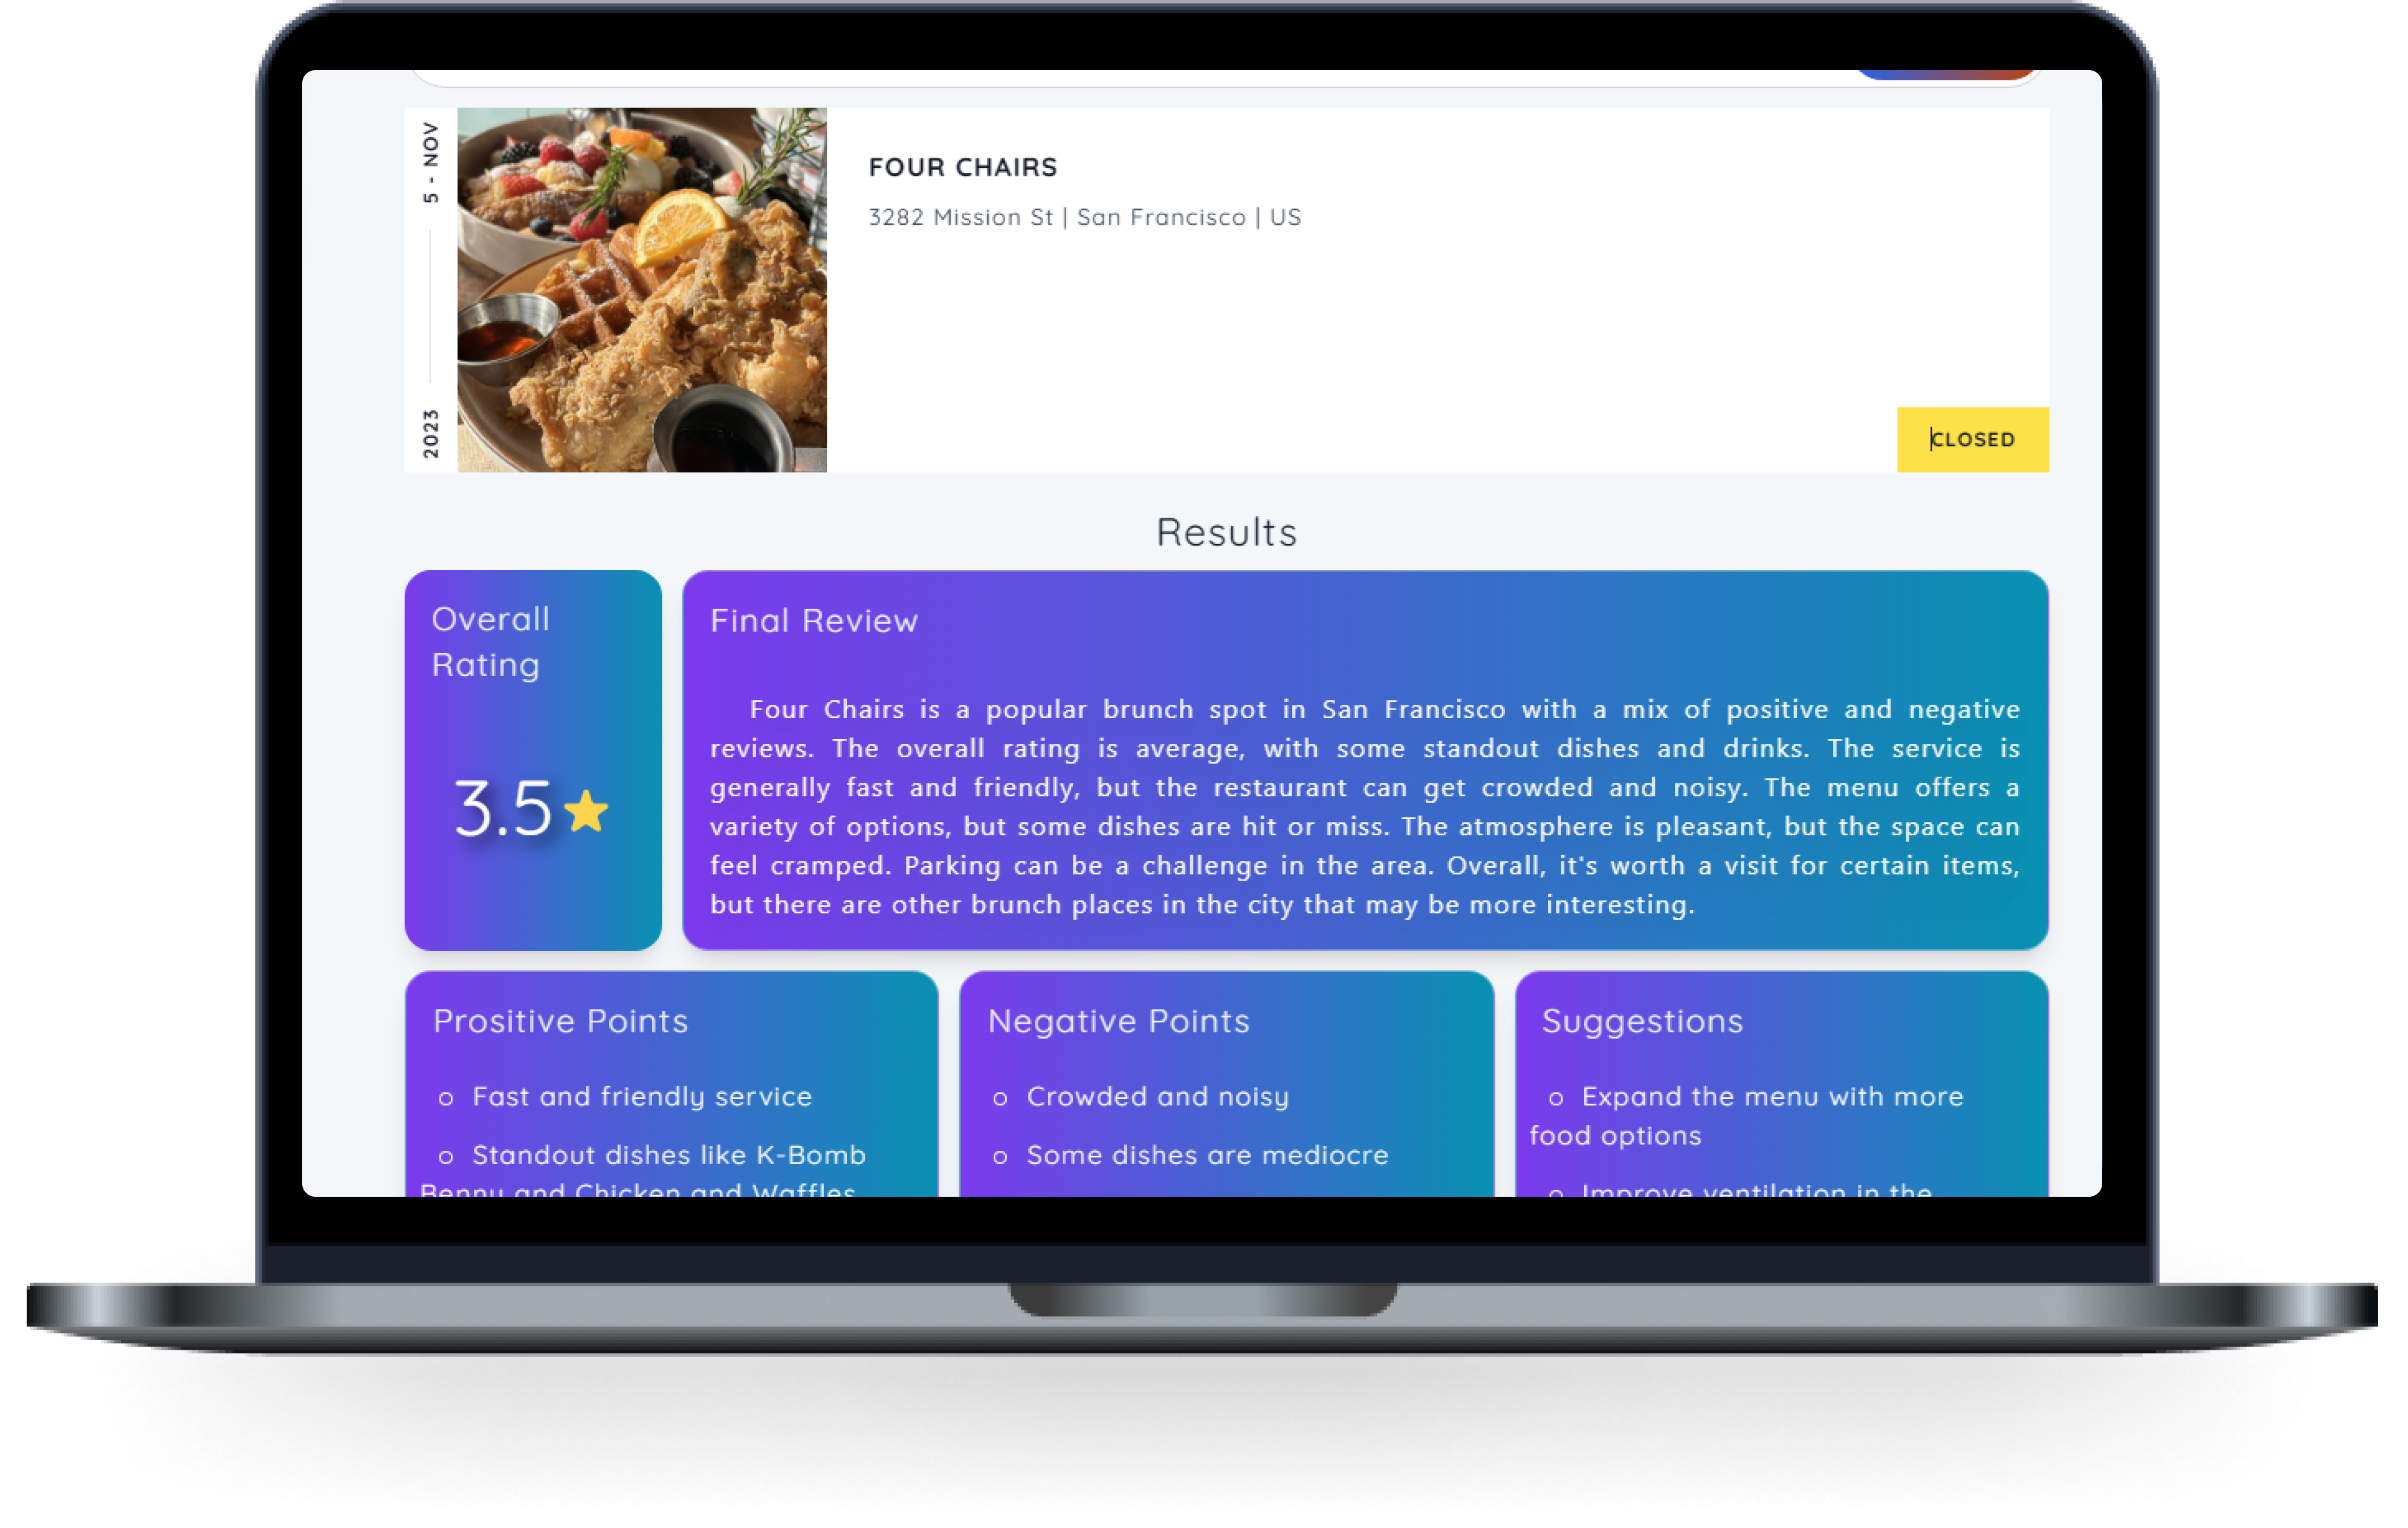 5 - NOV
2023
FOUR CHAIRS
3282 Mission St | San Francisco | US
CLOSED
Results
Overall
Rating
3.5
Final Review
Four Chairs is a popular brunch spot in San Francisco with a mix of positive and negative
reviews. The overall rating is average, with some standout dishes and drinks. The service is
generally fast and friendly, but the restaurant can get crowded and noisy. The menu offers a
variety of options, but some dishes are hit or miss. The atmosphere is pleasant, but the space can
feel cramped. Parking can be a challenge in the area. Overall, it's worth a visit for certain items,
but there are other brunch places in the city that may be more interesting.
Prositive Points
Fast and friendly service
Standout dishes like K-Bomb
Benny and Chicken and Waffles
Negative Points
Crowded and noisy
Some dishes are mediocre
Suggestions
Expand the menu with more
food options
Improve ventilation in the